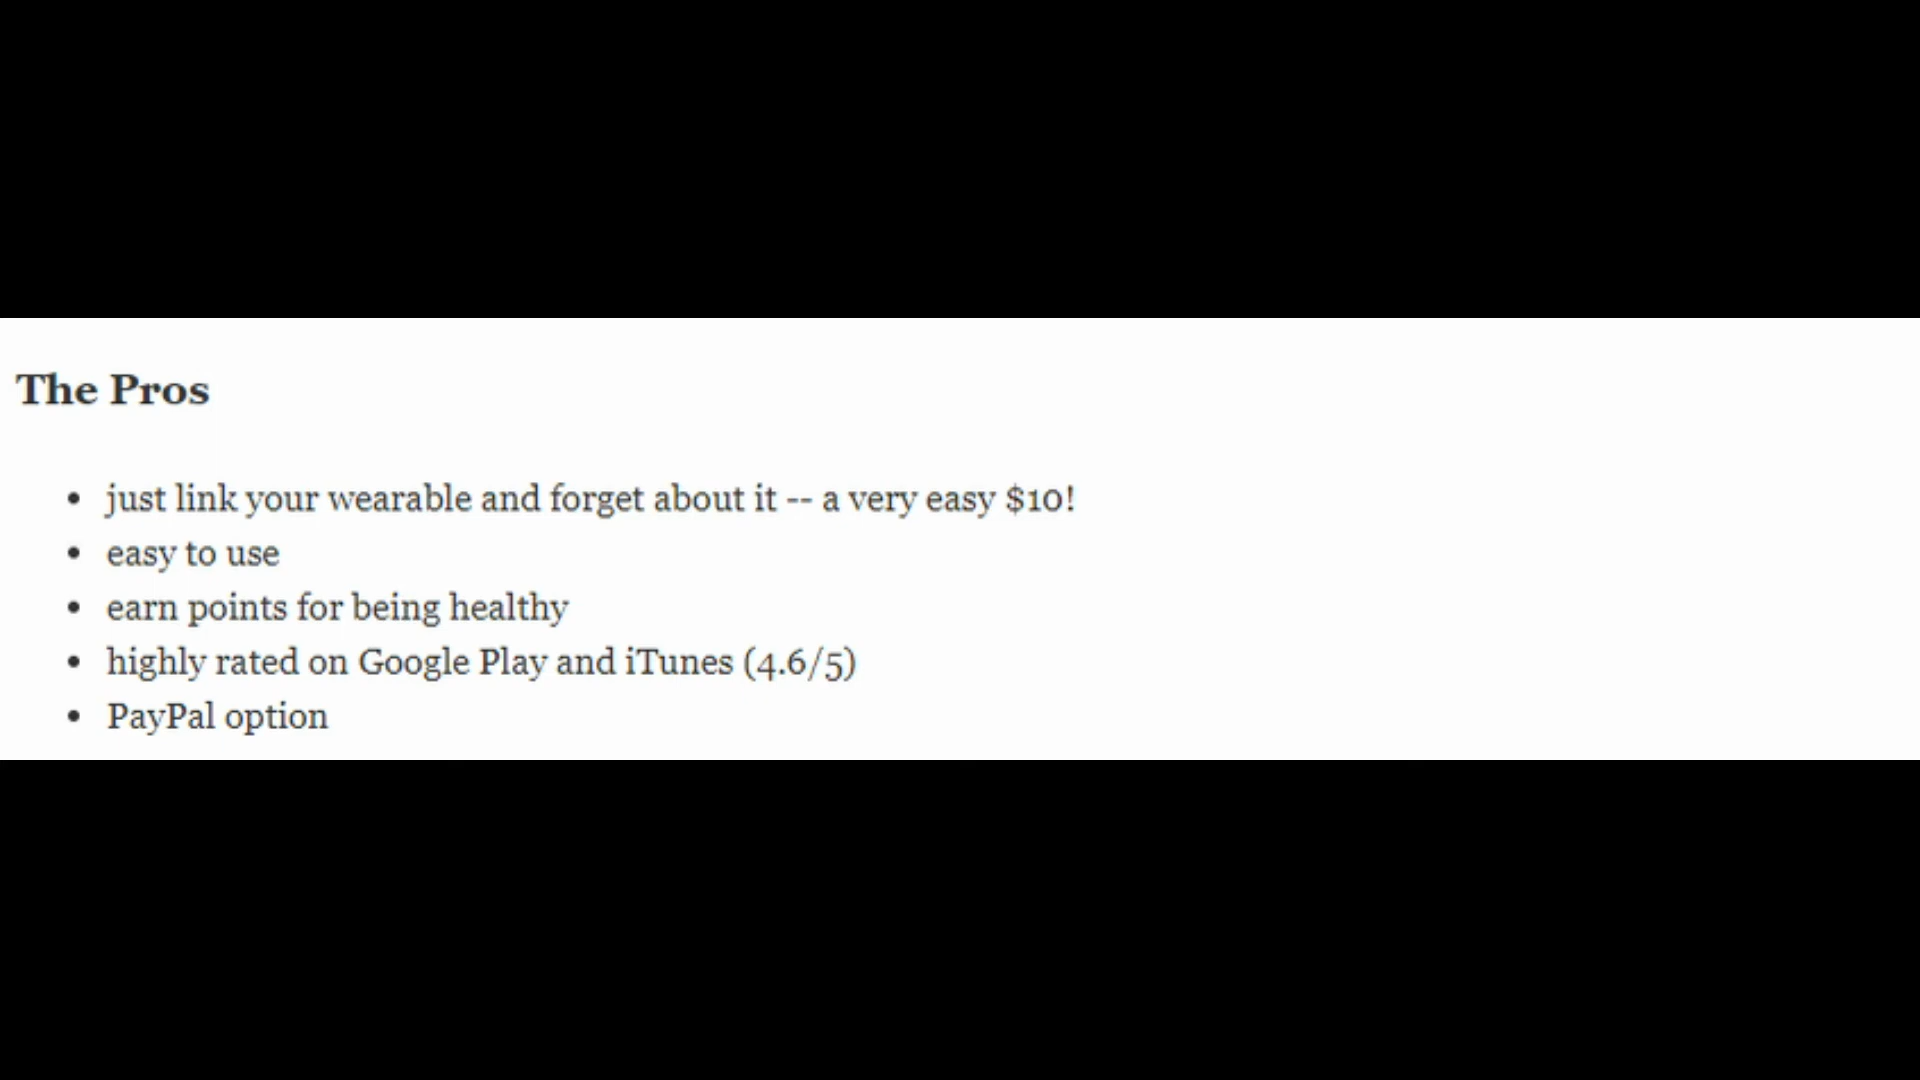 The Pros
• just link your wearable and forget about it -- a very easy $10!
• easy to use
• earn points for being healthy
• highly rated on Google Play and iTunes (4.6/5)
• PayPal option